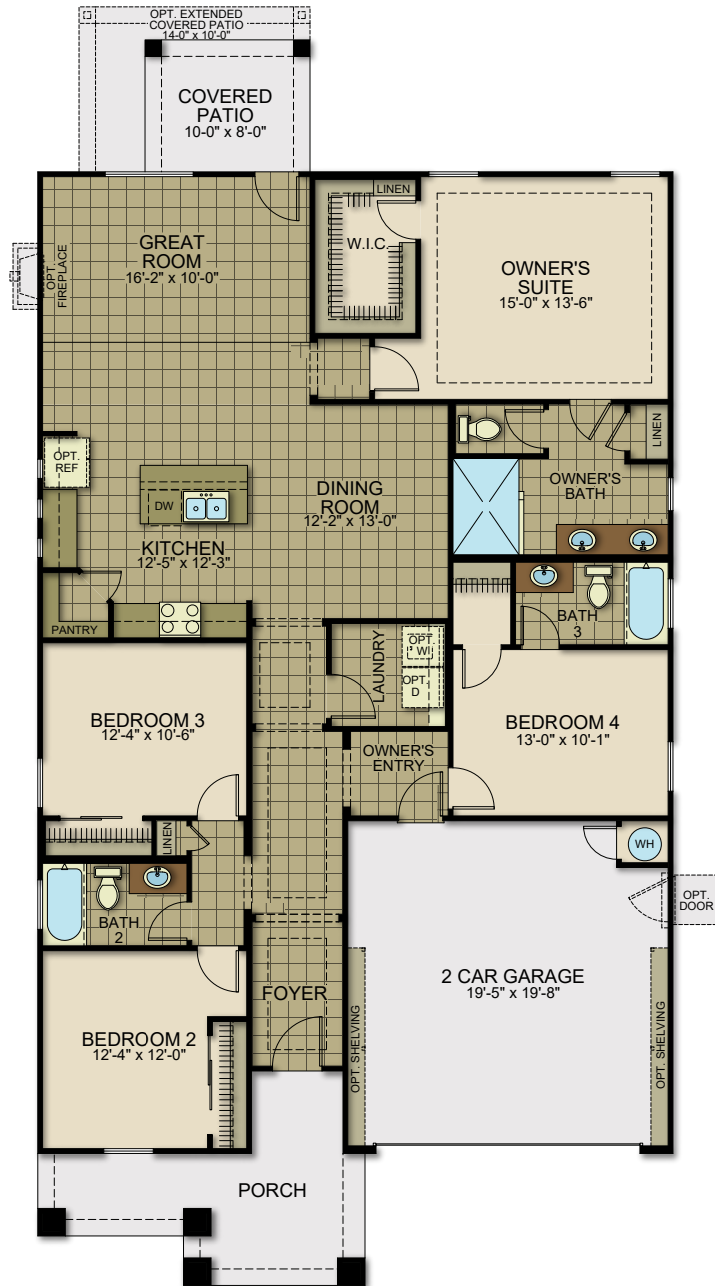 OPT. EXTENDED
COVERED PATIO
14-0" x 10'-0"
COVERED
PATIO
10-0" x 8'-0"
LINEN
W.I.C.
GREAT
ROOM
16'-2" x 10'-0"
OPT.
FIREPLACE
OWNER'S
SUITE
15'-0" x 13'-6"
OPT.
REF
DW
KITCHEN
12'-5" x 12'-3"
DINING
ROOM
12'-2" x 13'-0"
LINEN
OWNER'S
BATH
PANTRY
LAUNDRY
OPT.
' W/
OPT.
D
BATH
3
BEDROOM 3
12'-4" x 10'-6"
BEDROOM 4
13'-0" x 10'-1"
OWNER'S
ENTRY
LINEN
WH
BATH
2
OPT.
DOOR
FOYER
2 CAR GARAGE
19'-5" x 19'-8"
BEDROOM 2
12'-4" x 12'-0"
OPT. SHELVING
OPT. SHELVING
PORCH